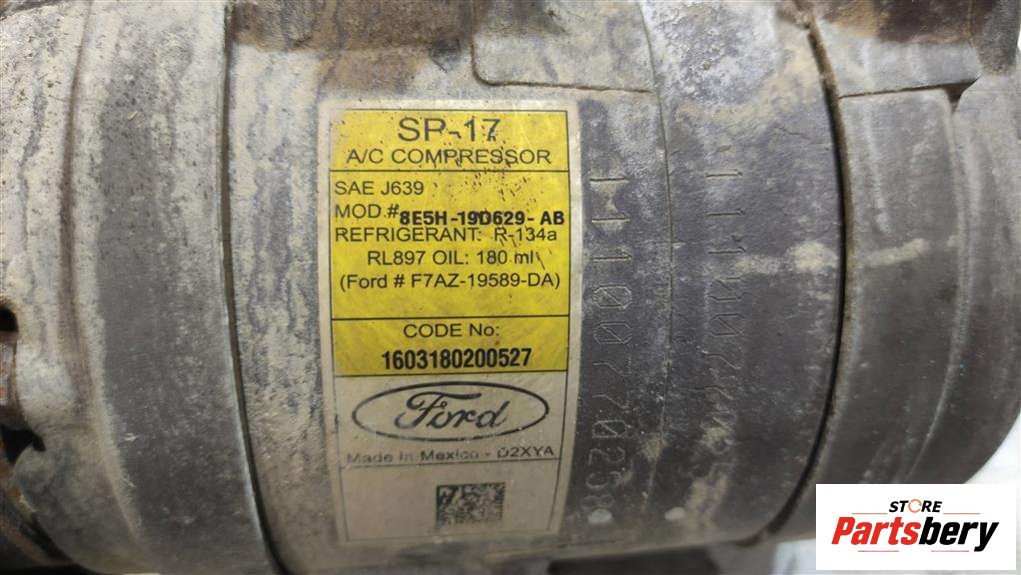 SP-17
A/C COMPRESSOR
SAE J639
MOD.# 8E5H-19D629-AB
REFRIGERANT: R-134a
RL897 OIL: 180 ml
(Ford # F7AZ-19589-DA)
CODE No:
1603180200527
Ford
Made in Mexico - D2XYA
STORE
Partsbery